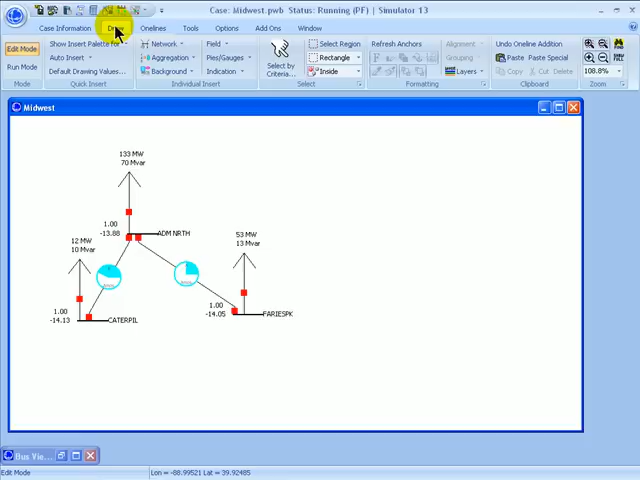 Case: Midwest.pwb Status: Running (PF) | Simulator 13
Case Information Draw Onelines Tools Options Add Ons Window
Edit Mode
Run Mode
Mode
Show Insert Palette for
Auto Insert
Default Drawing Values...
Quick Insert
Network
Aggregation
Background
Field
Pies/Gauges
Indication
Individual Insert
Select by
Criteria...
Select Region
Rectangle
Inside
Select
Refresh Anchors
Alignment
Grouping
Layers
Formatting
Undo Oneline Addition
Paste Paste Special
Copy Cut Delete
Clipboard
108.8%
Screen
Midwest
133 MW
70 Mvar
1.00
-13.88
ADM NRTH
12 MW
10 Mvar
53 MW
13 Mvar
1.00
-14.13
CATERPIL
1.00
-14.05
PARIESPK
Bus Vie...
Edit Mode
Lon = -88.99521 Lat = 39.92485